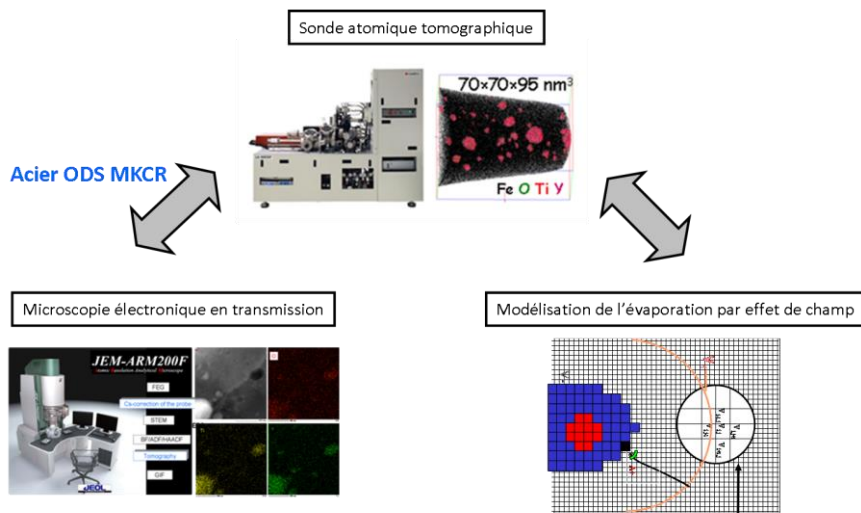 Sonde atomique tomographique
70×70×95 nm³
Fe O Ti Y
Acier ODS MKCR
Microscopie électronique en transmission
Modélisation de l'évaporation par effet de champ
JEM-ARM200F
FEG
Cs-correction of the probe
STEM
BF/ADF/HAADF
Tomography
GIF
JEOL